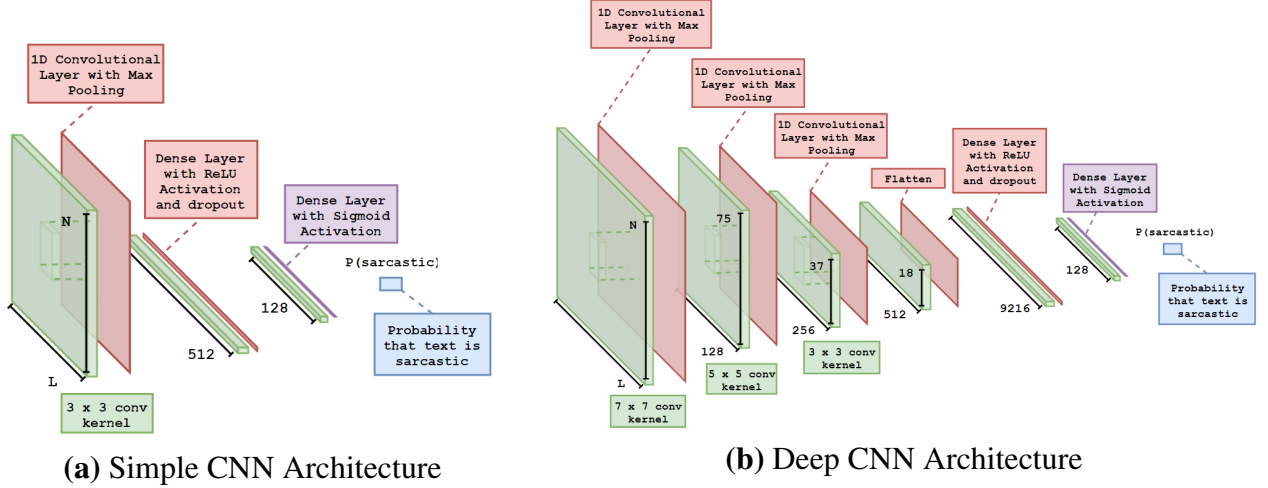 1D Convolutional
Layer with Max
Pooling
Dense Layer
with ReLU
Activation
and dropout
Dense Layer
with Sigmoid
Activation
P(sarcastic)
N
128
512
Probability
that text is
sarcastic
L
3 x 3 conv
kernel
(a) Simple CNN Architecture
1D Convolutional
Layer with Max
Pooling
1D Convolutional
Layer with Max
Pooling
1D Convolutional
Layer with Max
Pooling
Flatten
Dense Layer
with ReLU
Activation
and dropout
Dense Layer
with Sigmoid
Activation
P(sarcastic)
N
75
37
18
128
9216
512
256
128
L
Probability
that text is
sarcastic
3 x 3 conv
kernel
5 x 5 conv
kernel
7 x 7 conv
kernel
(b) Deep CNN Architecture